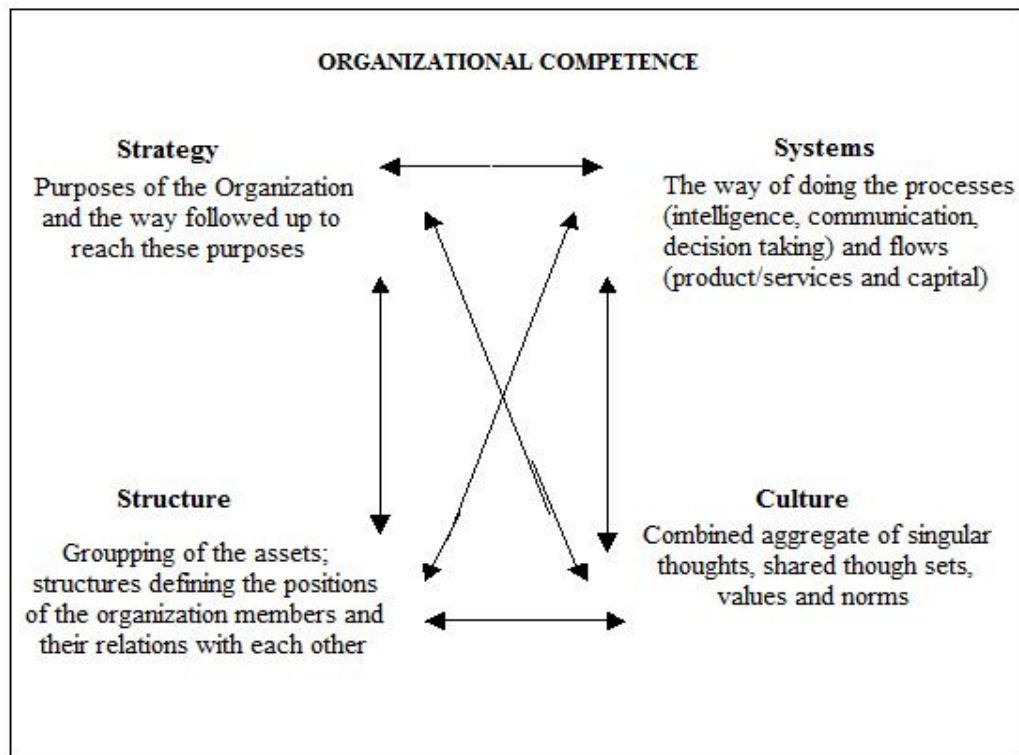 ORGANIZATIONAL COMPETENCE
Strategy
Purposes of the Organization
and the way followed up to
reach these purposes
Systems
The way of doing the processes
(intelligence, communication,
decision taking) and flows
(product/services and capital)
Structure
Groupping of the assets;
structures defining the positions
of the organization members and
their relations with each other
Culture
Combined aggregate of singular
thoughts, shared though sets,
values and norms